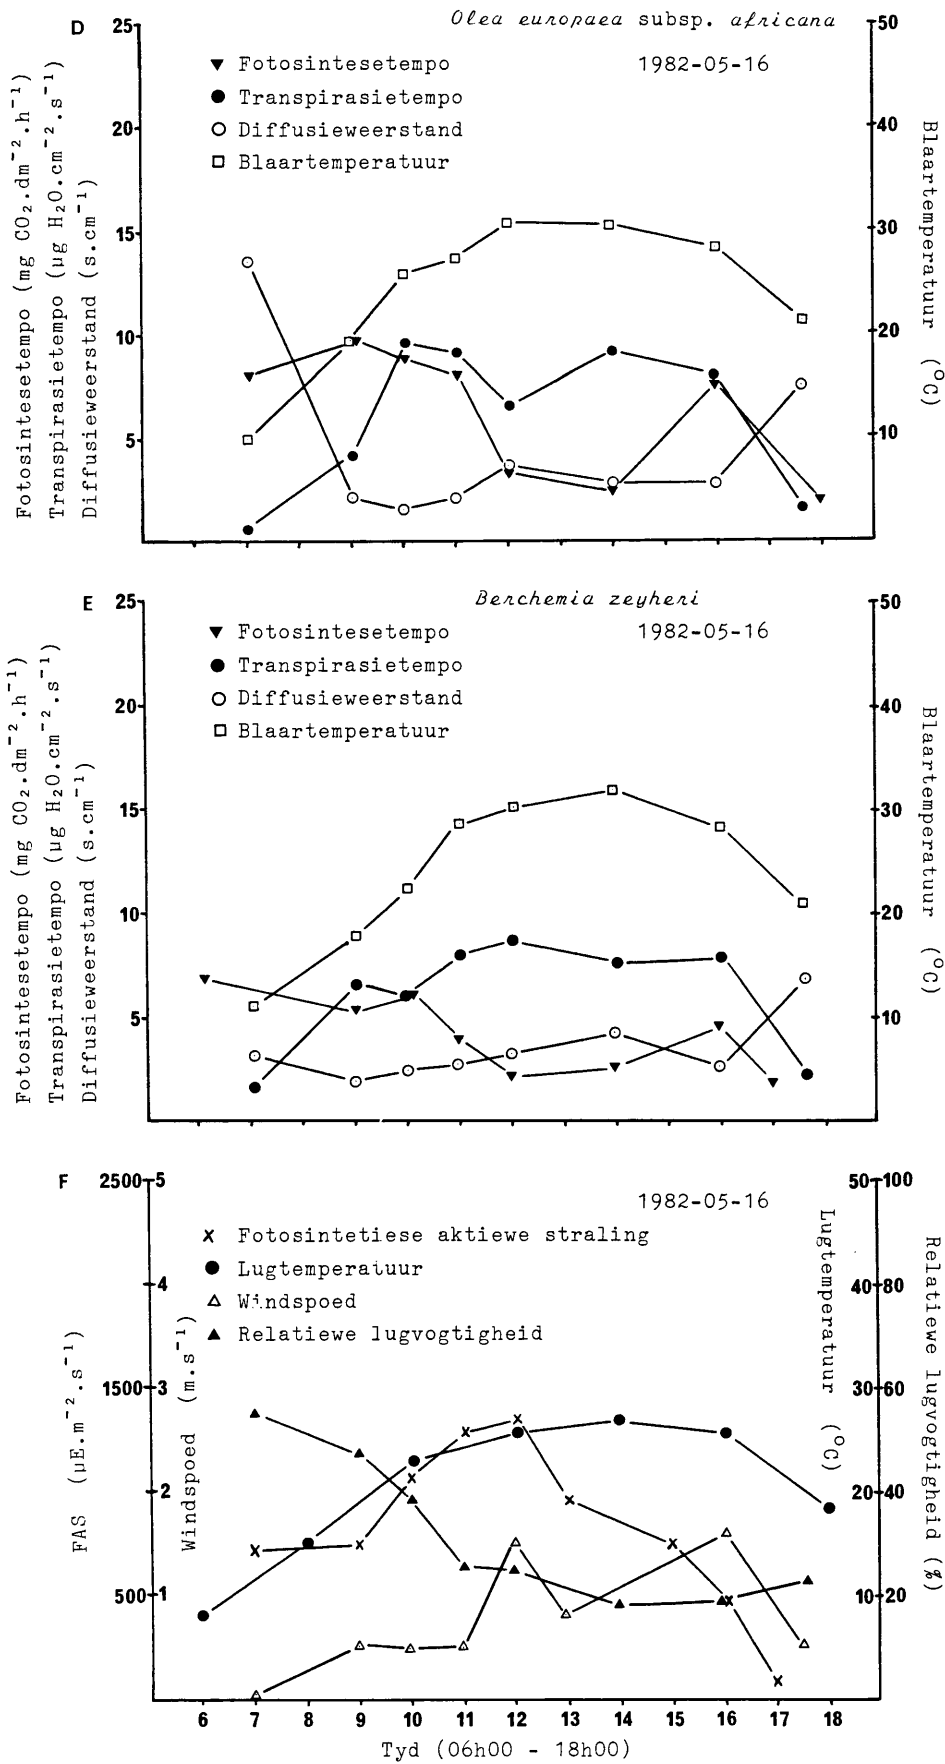 D
Olea europaea subsp. africana
1982-05-16
▼ Fotosintesetempo
● Transpirasietempo
○ Diffusieweerstand
□ Blaartemperatuur
Fotosintesetempo (mg CO₂.dm⁻².h⁻¹)
Transpirasietempo (µg H₂O.cm⁻².s⁻¹)
Diffusieweerstand (s.cm⁻¹)
25
20
15
10
5
50
40
30
20
10
Blaartemperatuur (°C)
E
Berchemia zeyheri
1982-05-16
▼ Fotosintesetempo
● Transpirasietempo
○ Diffusieweerstand
□ Blaartemperatuur
Fotosintesetempo (mg CO₂.dm⁻².h⁻¹)
Transpirasietempo (µg H₂O.cm⁻².s⁻¹)
Diffusieweerstand (s.cm⁻¹)
25
20
15
10
5
50
40
30
20
10
Blaartemperatuur (°C)
F
1982-05-16
x Fotosintetiese aktiewe straling
● Lugtemperatuur
△ Windspoed
▲ Relatiewe lugvogtigheid
FAS (µE.m⁻².s⁻¹)
2500
1500
500
Windspoed (m.s⁻¹)
5
4
3
2
1
Lugtemperatuur (°C)
50
40
30
20
10
Relatiewe lugvogtigheid (%)
100
80
60
40
20
6 7 8 9 10 11 12 13 14 15 16 17 18
Tyd (06h00 - 18h00)